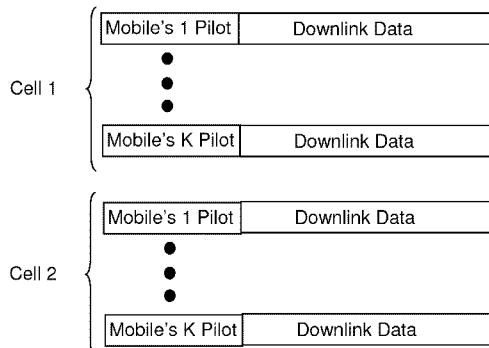 Mobile's 1 Pilot Downlink Data
Cell 1
Mobile's K Pilot Downlink Data
Mobile's 1 Pilot Downlink Data
Cell 2
Mobile's K Pilot Downlink Data